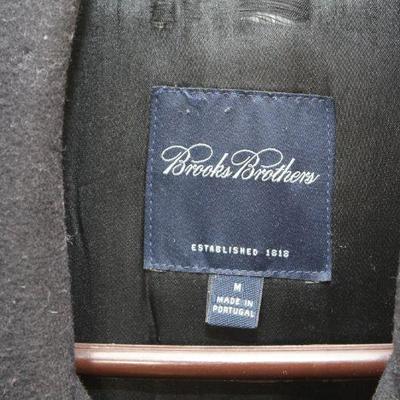 Brooks Brothers
ESTABLISHED 1818
M
MADE IN
PORTUGAL